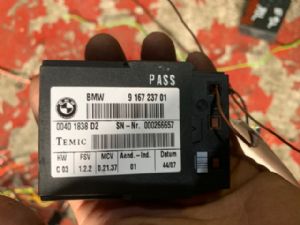 PASS
BMW 9 167 237 01
0040 1838 D2 SN-Nr. 000266657
TEMIC
HW FSV MCV Aend.-Ind. Datum
C 03 1.2.2 0.21.37 01 44/07